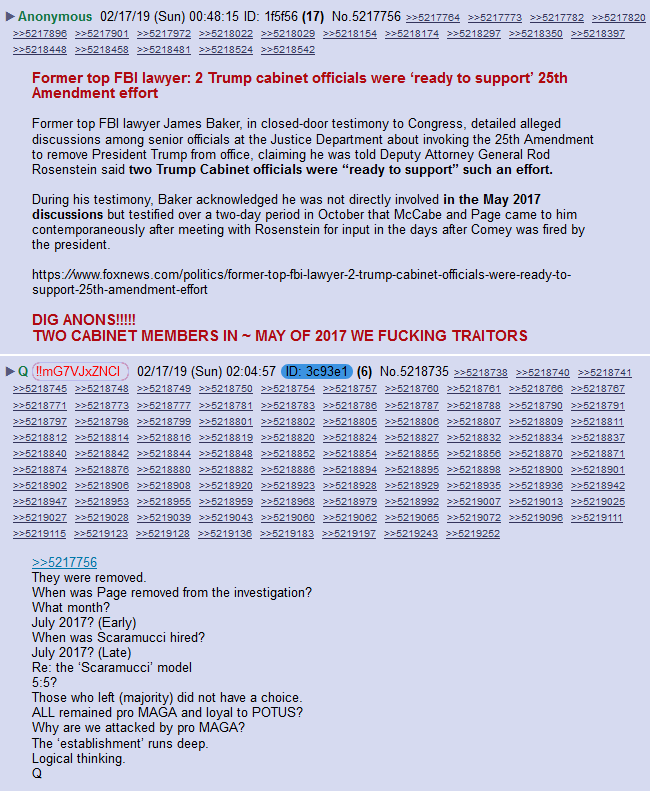 Anonymous 02/17/19 (Sun) 00:48:15 ID: 1f5f56 (17) No.5217756 >>5217764 >>5217773 >>5217782 >>5217820
>>5217896 >>5217901 >>5217972 >>5218022 >>5218029 >>5218154 >>5218174 >>5218297 >>5218350 >>5218397
>>5218448 >>5218458 >>5218481 >>5218524 >>5218542
Former top FBI lawyer: 2 Trump cabinet officials were ‘ready to support’ 25th
Amendment effort
Former top FBI lawyer James Baker, in closed-door testimony to Congress, detailed alleged
discussions among senior officials at the Justice Department about invoking the 25th Amendment
to remove President Trump from office, claiming he was told Deputy Attorney General Rod
Rosenstein said two Trump Cabinet officials were “ready to support” such an effort.
During his testimony, Baker acknowledged he was not directly involved in the May 2017
discussions but testified over a two-day period in October that McCabe and Page came to him
contemporaneously after meeting with Rosenstein for input in the days after Comey was fired by
the president.
https://www.foxnews.com/politics/former-top-fbi-lawyer-2-trump-cabinet-officials-were-ready-to-
support-25th-amendment-effort
DIG ANONS!!!!!
TWO CABINET MEMBERS IN ~ MAY OF 2017 WE FUCKING TRAITORS
Q !!mG7VJxZNCI 02/17/19 (Sun) 02:04:57 ID: 3c93e1 (6) No.5218735 >>5218738 >>5218740 >>5218741
>>5218745 >>5218748 >>5218749 >>5218750 >>5218754 >>5218757 >>5218760 >>5218761 >>5218766 >>5218767
>>5218771 >>5218773 >>5218777 >>5218781 >>5218783 >>5218786 >>5218787 >>5218788 >>5218790 >>5218791
>>5218797 >>5218798 >>5218799 >>5218801 >>5218802 >>5218805 >>5218806 >>5218807 >>5218809 >>5218811
>>5218812 >>5218814 >>5218816 >>5218819 >>5218820 >>5218824 >>5218827 >>5218832 >>5218834 >>5218837
>>5218840 >>5218842 >>5218844 >>5218848 >>5218852 >>5218854 >>5218855 >>5218856 >>5218870 >>5218871
>>5218874 >>5218876 >>5218880 >>5218882 >>5218886 >>5218894 >>5218895 >>5218898 >>5218900 >>5218901
>>5218902 >>5218906 >>5218908 >>5218920 >>5218923 >>5218928 >>5218929 >>5218935 >>5218936 >>5218942
>>5218947 >>5218953 >>5218955 >>5218959 >>5218968 >>5218979 >>5218992 >>5219007 >>5219013 >>5219025
>>5219027 >>5219028 >>5219039 >>5219043 >>5219060 >>5219062 >>5219065 >>5219072 >>5219096 >>5219111
>>5219115 >>5219123 >>5219128 >>5219136 >>5219183 >>5219197 >>5219243 >>5219252
>>5217756
They were removed.
When was Page removed from the investigation?
What month?
July 2017? (Early)
When was Scaramucci hired?
July 2017? (Late)
Re: the ‘Scaramucci’ model
5:5?
Those who left (majority) did not have a choice.
ALL remained pro MAGA and loyal to POTUS?
Why are we attacked by pro MAGA?
The ‘establishment’ runs deep.
Logical thinking.
Q